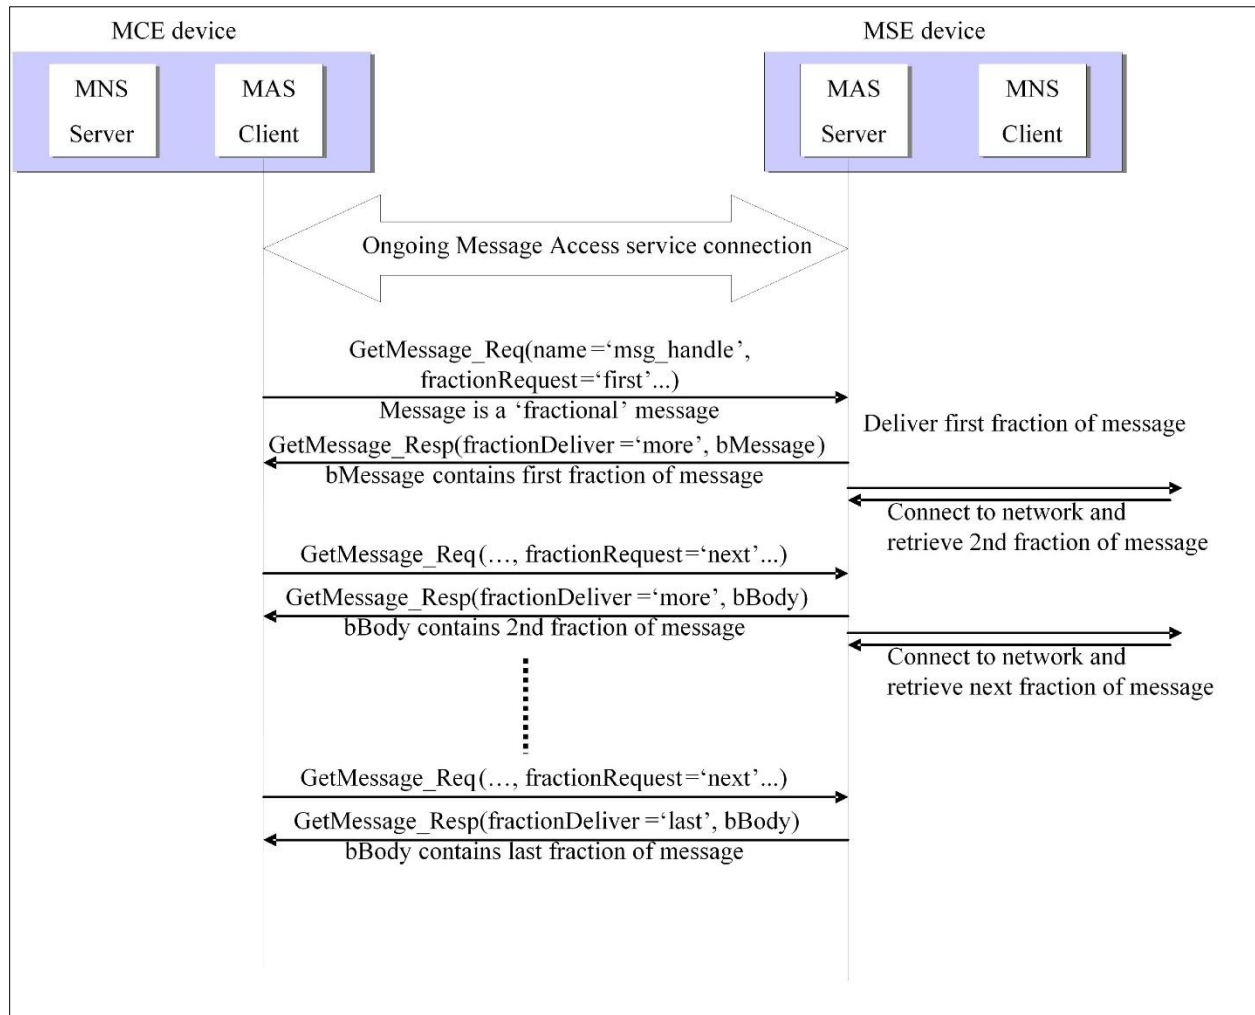 MCE device
MSE device
MNS
Server
MAS
Client
MAS
Server
MNS
Client
Ongoing Message Access service connection
GetMessage_Req(name=‘msg_handle’,
fractionRequest=‘first’...)
Message is a ‘fractional’ message
Deliver first fraction of message
GetMessage_Resp(fractionDeliver=‘more’, bMessage)
bMessage contains first fraction of message
Connect to network and
retrieve 2nd fraction of message
GetMessage_Req(…, fractionRequest=‘next’...)
GetMessage_Resp(fractionDeliver=‘more’, bBody)
bBody contains 2nd fraction of message
Connect to network and
retrieve next fraction of message
GetMessage_Req(…, fractionRequest=‘next’...)
GetMessage_Resp(fractionDeliver=‘last’, bBody)
bBody contains last fraction of message